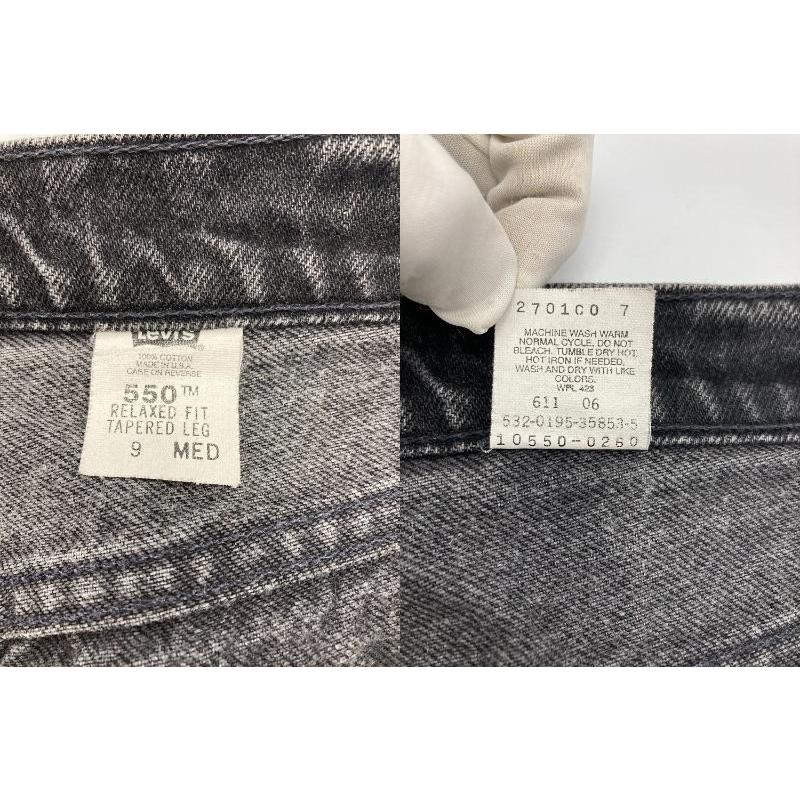 Levi's
®
100% COTTON
MADE IN U.S.A.
CARE ON REVERSE
550™
RELAXED FIT
TAPERED LEG
9 MED
2701C0 7
MACHINE WASH WARM
NORMAL CYCLE. DO NOT
BLEACH. TUMBLE DRY HOT.
HOT IRON IF NEEDED.
WASH AND DRY WITH LIKE
COLORS.
WPL 423
611 06
532-0195-35853-5
10550-0260